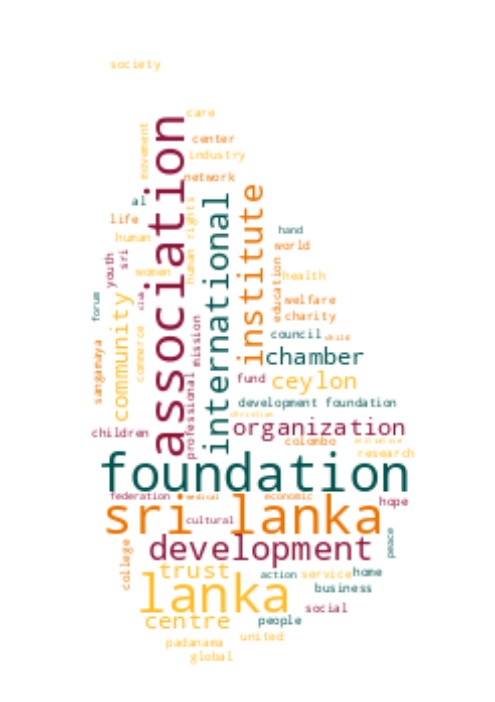 society
care
movement
association
center
industry
network
al
institute
international
human rights
life
hand
human
world
sri
youth
women
education
health
forum
club
welfare
community
charity
mission
commerce
council
child
sangamaya
chamber
fund
ceylon
professional
development foundation
christian
organization
children
colombo
research
foundation
federation
medical
economic
hope
sri lanka
cultural
peace
development
college
trust
action
service
home
lanka
business
social
centre
people
united
padanama
global